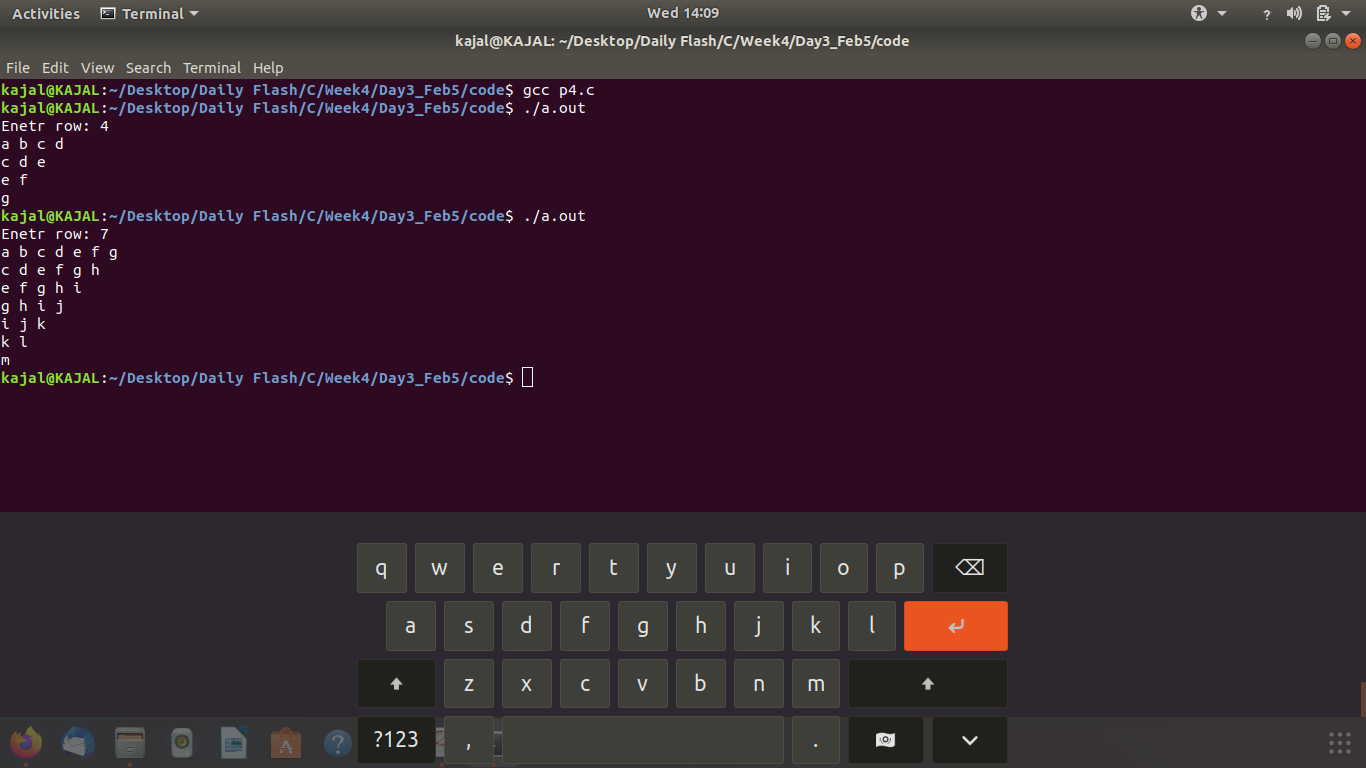 Activities Terminal Wed 14:09 ?
kajal@KAJAL: ~/Desktop/Daily Flash/C/Week4/Day3_Feb5/code
File Edit View Search Terminal Help
kajal@KAJAL:~/Desktop/Daily Flash/C/Week4/Day3_Feb5/code$ gcc p4.c
kajal@KAJAL:~/Desktop/Daily Flash/C/Week4/Day3_Feb5/code$ ./a.out
Enetr row: 4
a b c d
c d e
e f
g
kajal@KAJAL:~/Desktop/Daily Flash/C/Week4/Day3_Feb5/code$ ./a.out
Enetr row: 7
a b c d e f g
c d e f g h
e f g h i
g h i j
i j k
k l
m
kajal@KAJAL:~/Desktop/Daily Flash/C/Week4/Day3_Feb5/code$
q w e r t y u i o p
a s d f g h j k l
z x c v b n m
? ?123 , .